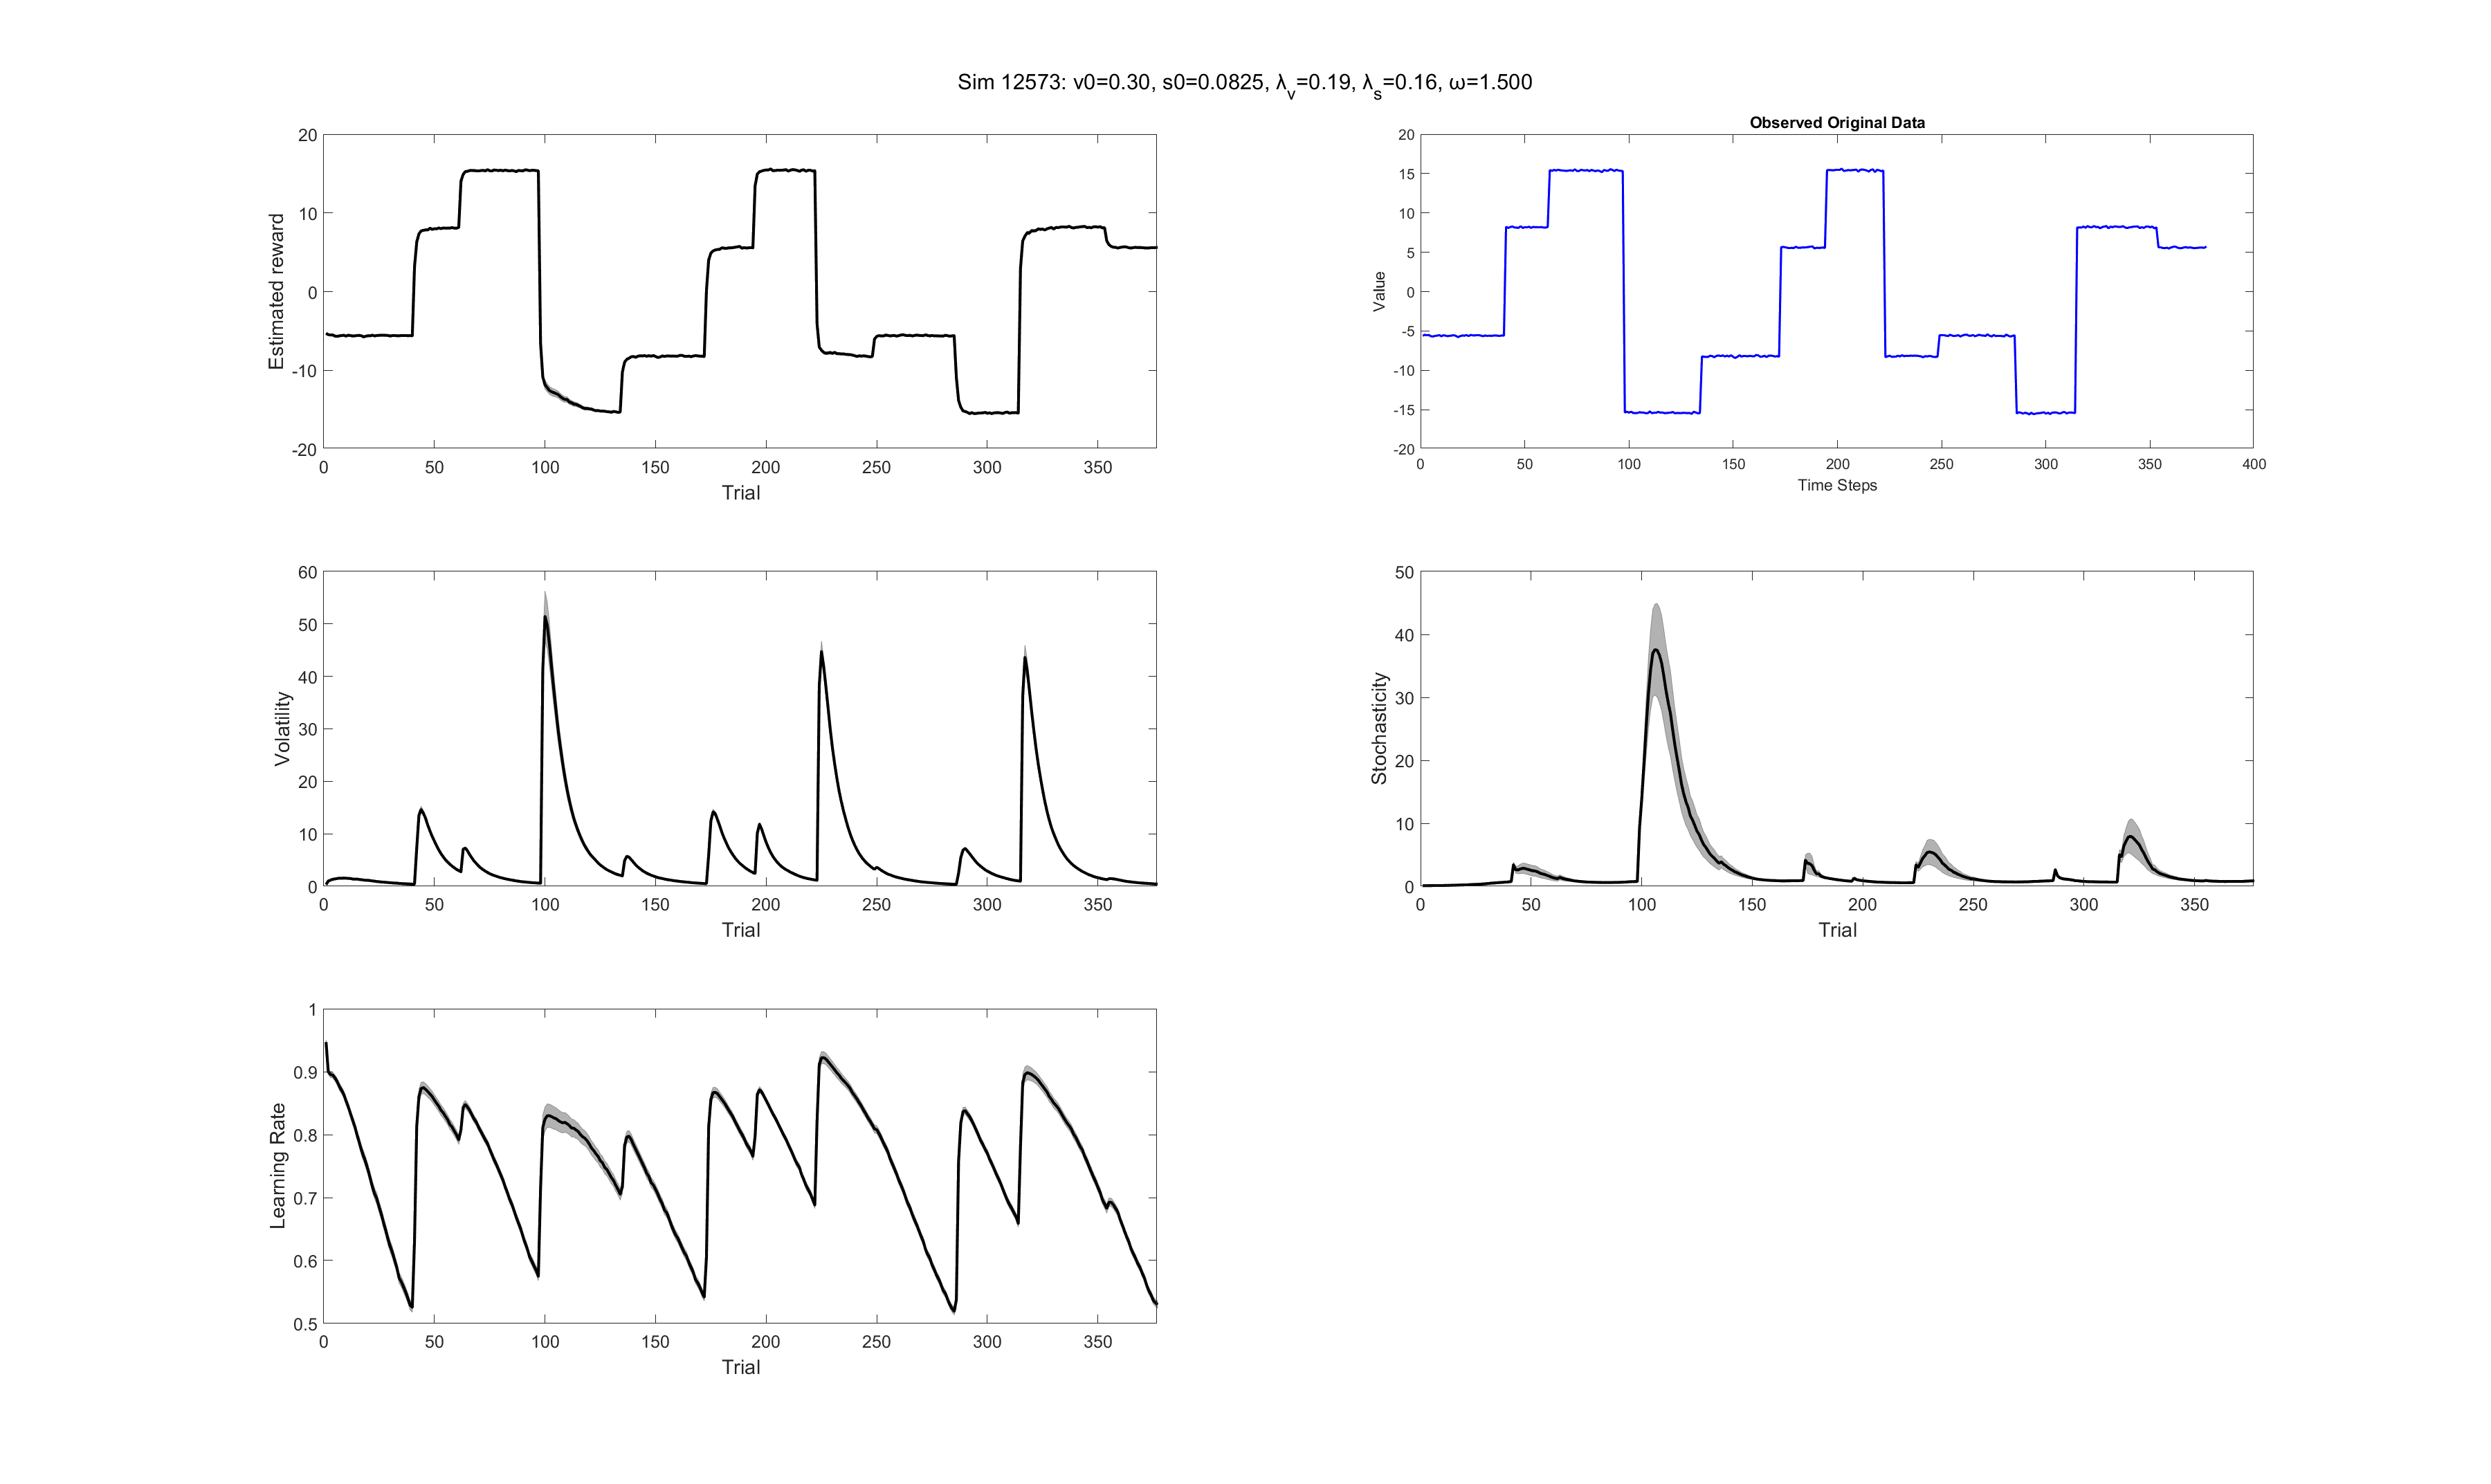 Sim 12573: v0=0.30, s0=0.0825, λv=0.19, λs=0.16, ω=1.500
20
10
0
-10
-20
Estimated reward
0 50 100 150 200 250 300 350
Trial
Observed Original Data
20
15
10
5
0
-5
-10
-15
-20
Value
0 50 100 150 200 250 300 350 400
Time Steps
60
50
40
30
20
10
0
Volatility
0 50 100 150 200 250 300 350
Trial
50
40
30
20
10
0
Stochasticity
0 50 100 150 200 250 300 350
Trial
1
0.9
0.8
0.7
0.6
0.5
Learning Rate
0 50 100 150 200 250 300 350
Trial